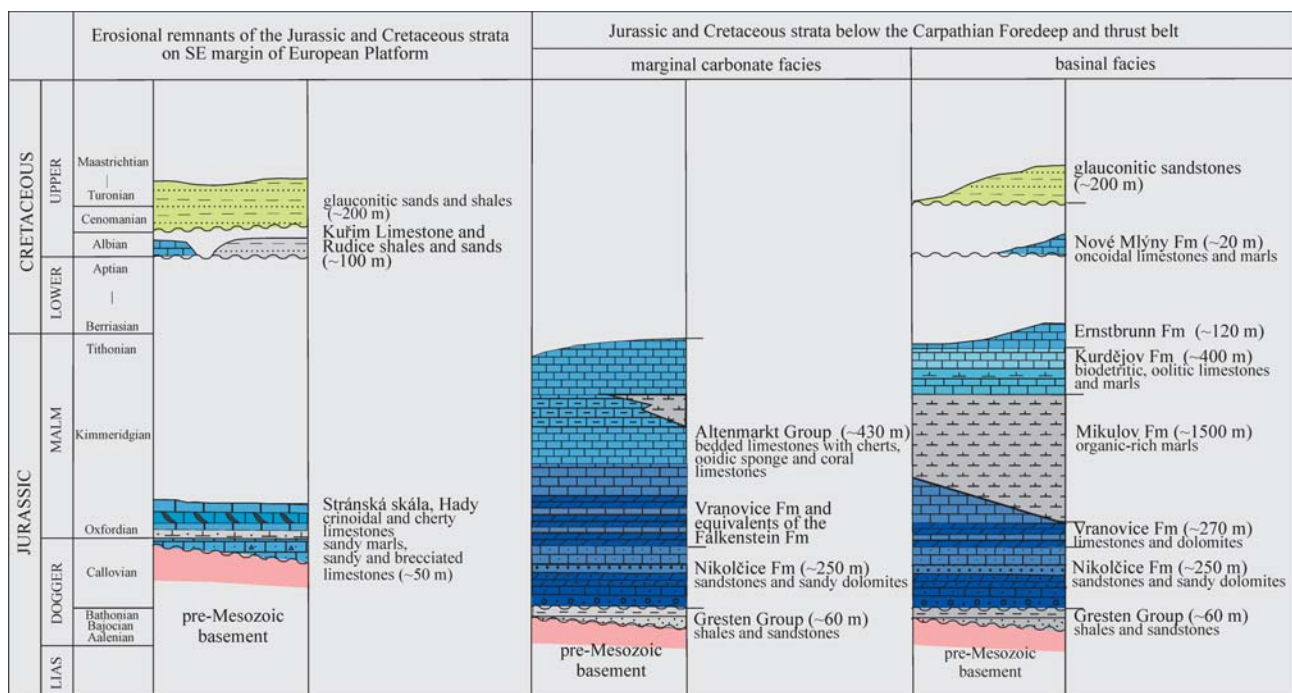 Erosional remnants of the Jurassic and Cretaceous strata
on SE margin of European Platform
Jurassic and Cretaceous strata below the Carpathian Foredeep and thrust belt
marginal carbonate facies
basinal facies
CRETACEOUS
UPPER
Maastrichtian
|
Turonian
Cenomanian
Albian
LOWER
Aptian
|
Berriasian
JURASSIC
MALM
Tithonian
Kimmeridgian
Oxfordian
DOGGER
Callovian
Bathonian
Bajocian
Aalenian
LIAS
glauconitic sands and shales
(~200 m)
Kuřim Limestone and
Rudice shales and sands
(~100 m)
Stránská skála, Hady
crinoidal and cherty
limestones
sandy marls,
sandy and brecciated
limestones (~50 m)
pre-Mesozoic
basement
Altenmarkt Group (~430 m)
bedded limestones with cherts,
ooidic sponge and coral
limestones
Vranovice Fm and
equivalents of the
Falkenstein Fm
Nikolčice Fm (~250 m)
sandstones and sandy dolomites
Gresten Group (~60 m)
shales and sandstones
pre-Mesozoic
basement
glauconitic sandstones
(~200 m)
Nové Mlýny Fm (~20 m)
oncoidal limestones and marls
Ernstbrunn Fm (~120 m)
Kurdějov Fm (~400 m)
biodetritic, oolitic limestones
and marls
Mikulov Fm (~1500 m)
organic-rich marls
Vranovice Fm (~270 m)
limestones and dolomites
Nikolčice Fm (~250 m)
sandstones and sandy dolomites
Gresten Group (~60 m)
shales and sandstones
pre-Mesozoic
basement